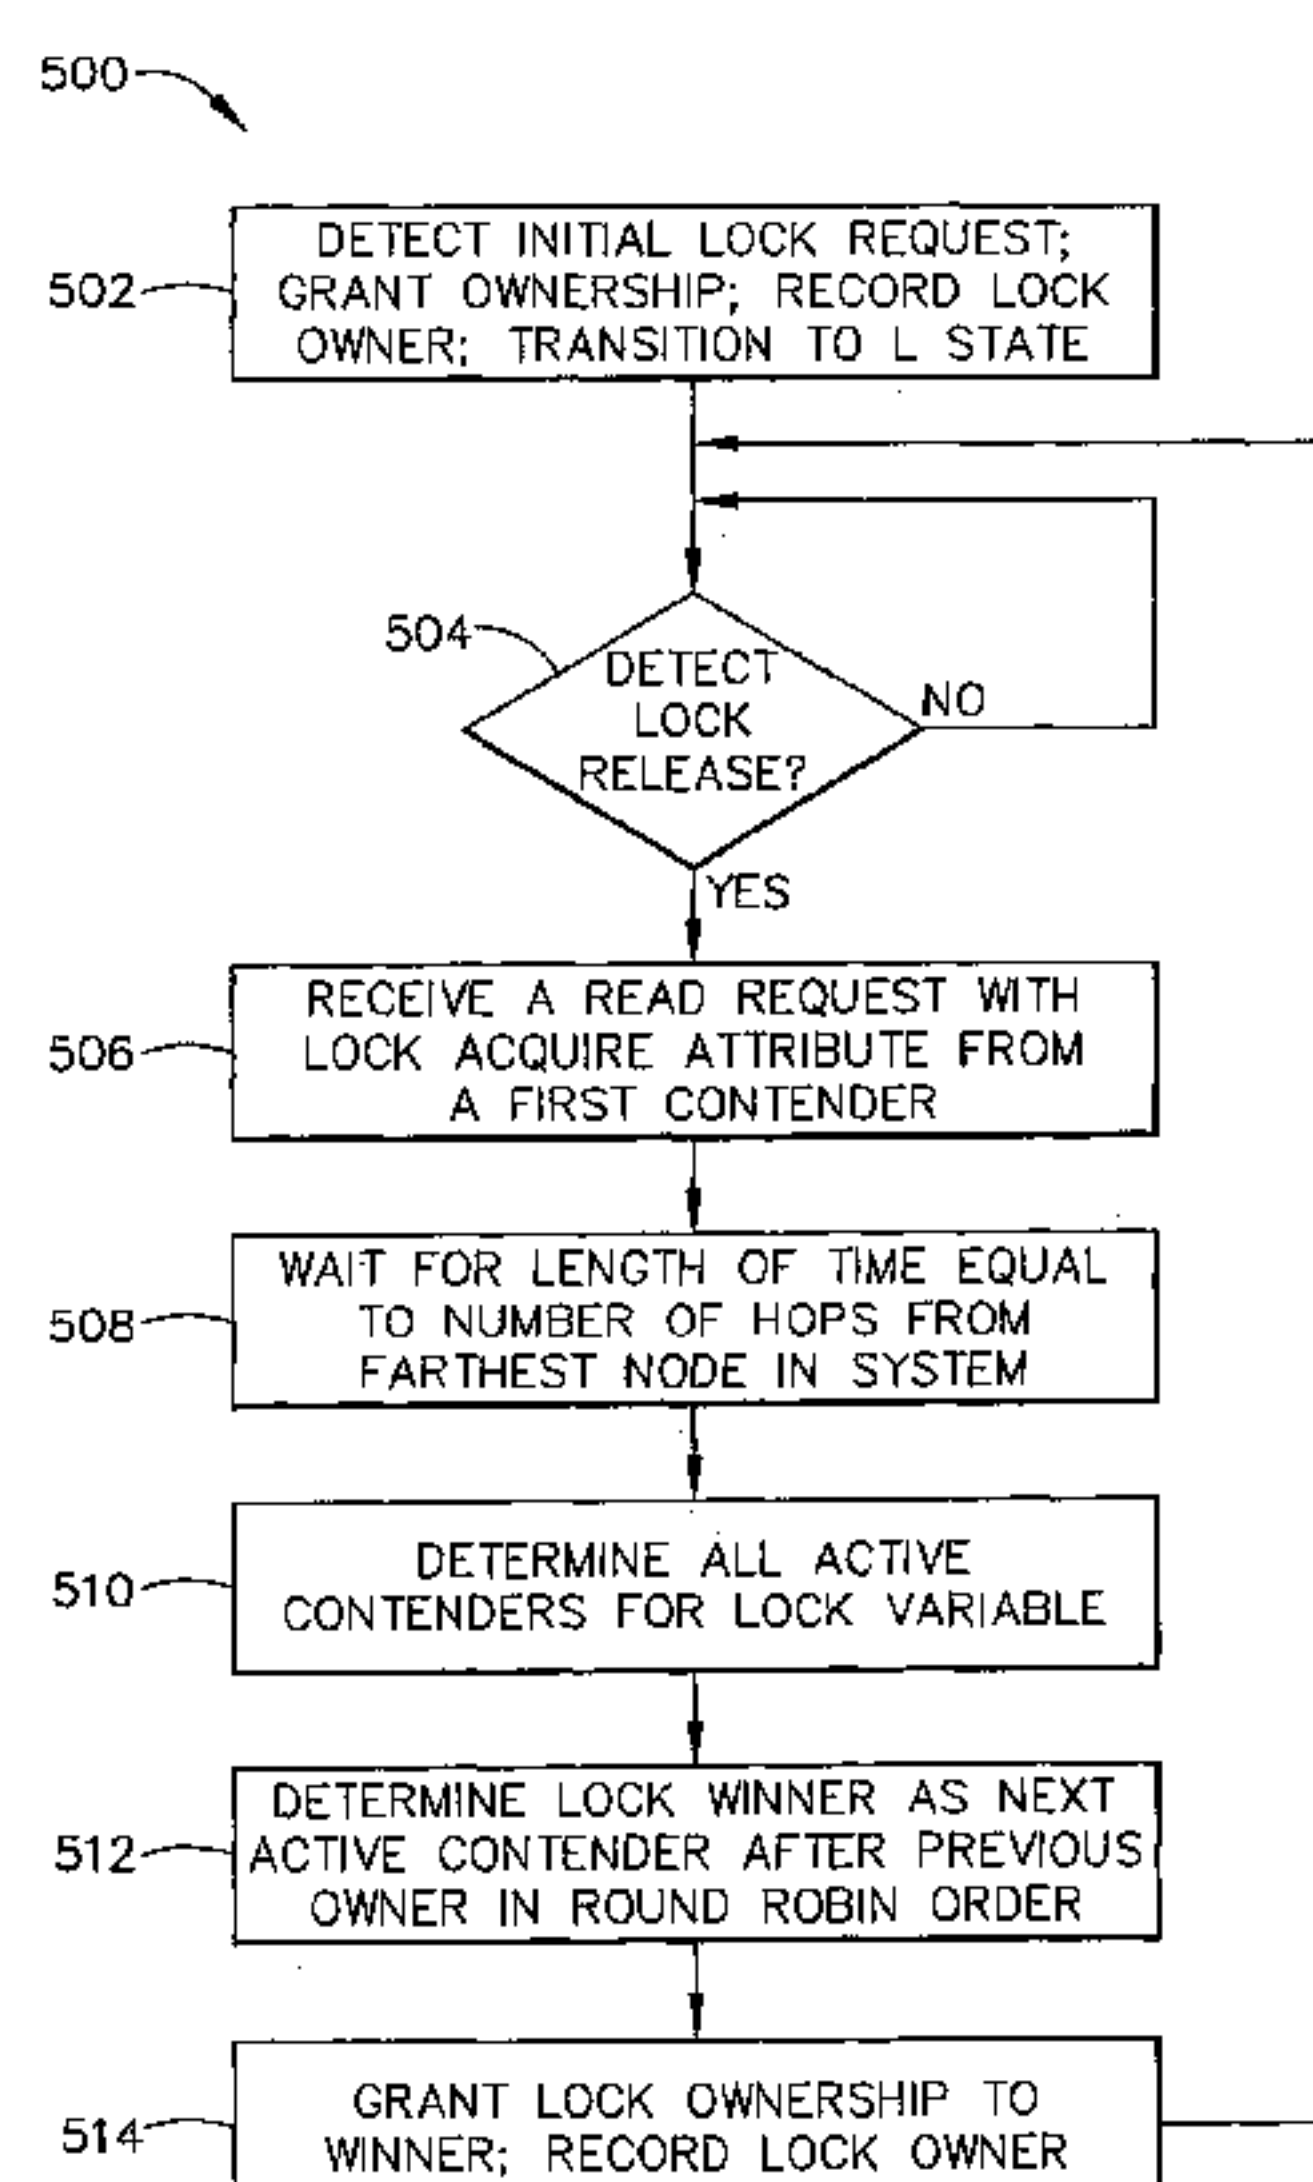 500
502
DETECT INITIAL LOCK REQUEST;
GRANT OWNERSHIP; RECORD LOCK
OWNER; TRANSITION TO L STATE
504
DETECT
LOCK
RELEASE?
NO
YES
506
RECEIVE A READ REQUEST WITH
LOCK ACQUIRE ATTRIBUTE FROM
A FIRST CONTENDER
508
WAIT FOR LENGTH OF TIME EQUAL
TO NUMBER OF HOPS FROM
FARTHEST NODE IN SYSTEM
510
DETERMINE ALL ACTIVE
CONTENDERS FOR LOCK VARIABLE
512
DETERMINE LOCK WINNER AS NEXT
ACTIVE CONTENDER AFTER PREVIOUS
OWNER IN ROUND ROBIN ORDER
514
GRANT LOCK OWNERSHIP TO
WINNER; RECORD LOCK OWNER